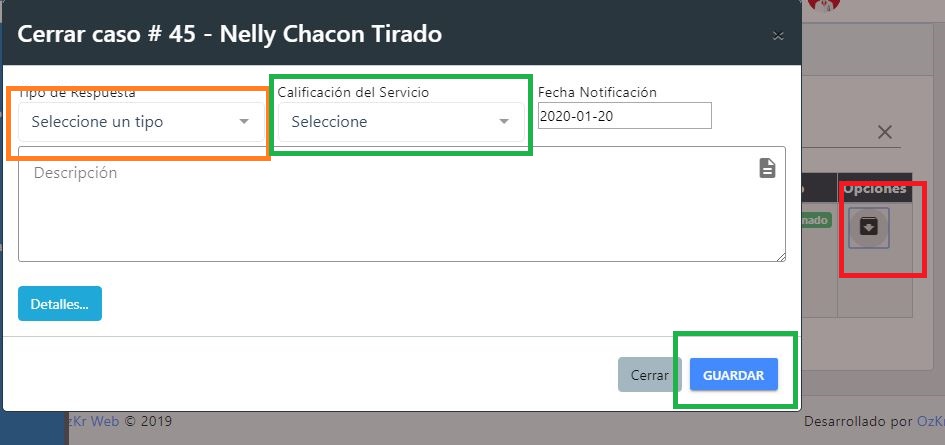 Cerrar caso # 45 - Nelly Chacon Tirado
Tipo de Respuesta
Calificación del Servicio
Fecha Notificación
Seleccione un tipo
Seleccione
2020-01-20
Descripción
Opciones
nado
Detalles...
Cerrar
GUARDAR
zKr Web © 2019
Desarrollado por OzKr